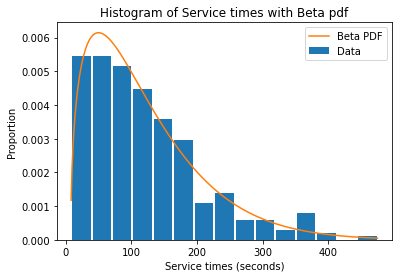 Histogram of Service times with Beta pdf
Beta PDF
Data
Proportion
0.006
0.005
0.004
0.003
0.002
0.001
0.000
0 100 200 300 400
Service times (seconds)